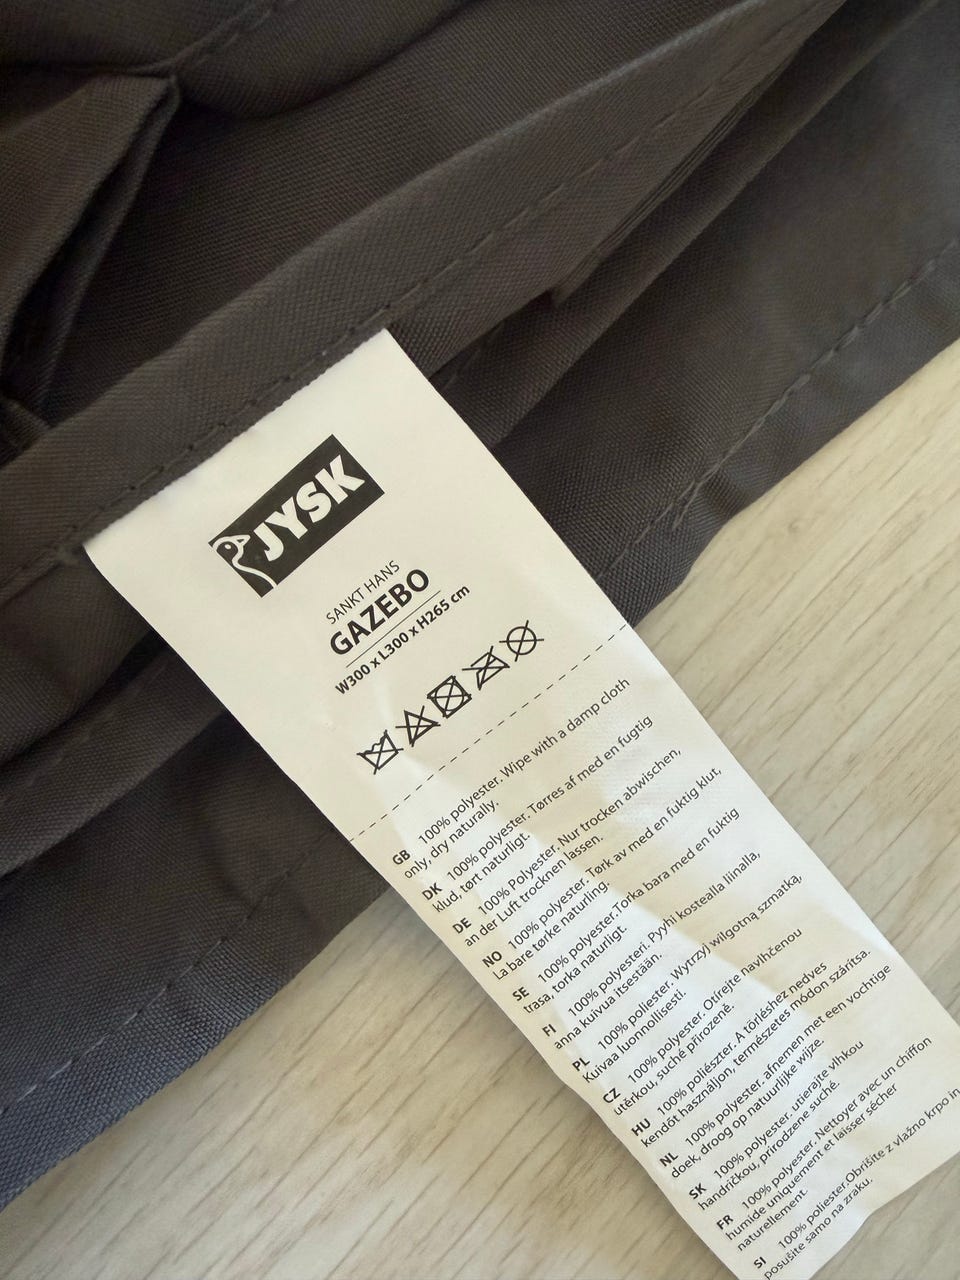 JYSK
SANKT HANS
GAZEBO
W300 x L300 x H265 cm
GB 100% polyester. Wipe with a damp cloth
only, dry naturally.
DK 100% polyester. Tørres af med en fugtig
klud, tørt naturligt.
DE 100% Polyester. Nur trocken abwischen,
an der Luft trocknen lassen.
NO 100% polyester. Tørk av med en fuktig klut,
La bare tørke naturling.
SE 100% polyester.Torka bara med en fuktig
trasa, torka naturligt.
FI 100% polyesteri. Pyyhi kostealla liinalla,
anna kuivua itsestään.
PL 100% poliester. Wytrzyj wilgotną szmatką,
Kuivaa luonnollisesti.
CZ 100% polyester. Otírejte navlhčenou
utěrkou, suché přirozeně.
HU 100% poliészter. A törléshez nedves
kendőt használjon, természetes módon szárítsa.
NL 100% polyester. afnemen met een vochtige
doek, droog op natuurlijke wijze.
SK 100% polyester. utierajte vlhkou
handričkou, prirodzene suché.
FR 100% polyester. Nettoyer avec un chiffon
humide uniquement et laisser sécher
naturellement.
SI 100% poliester.Obrišite z vlažno krpo in
posušite samo na zraku.